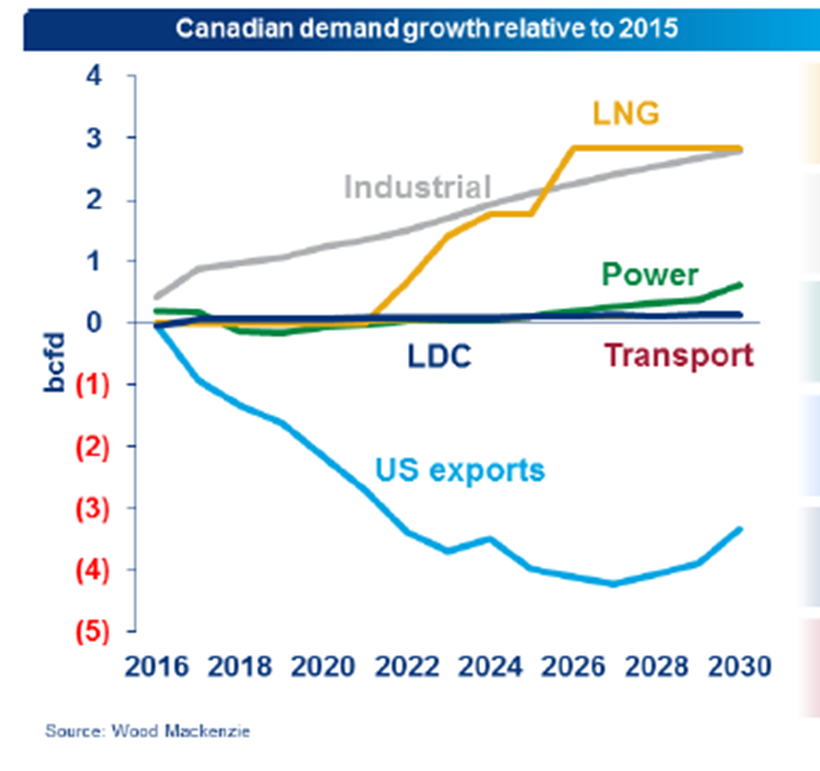 Canadian demand growth relative to 2015
4
3
2
1
0
(1)
(2)
(3)
(4)
(5)
bcfd
LNG
Industrial
Power
LDC
Transport
US exports
2016 2018 2020 2022 2024 2026 2028 2030
Source: Wood Mackenzie